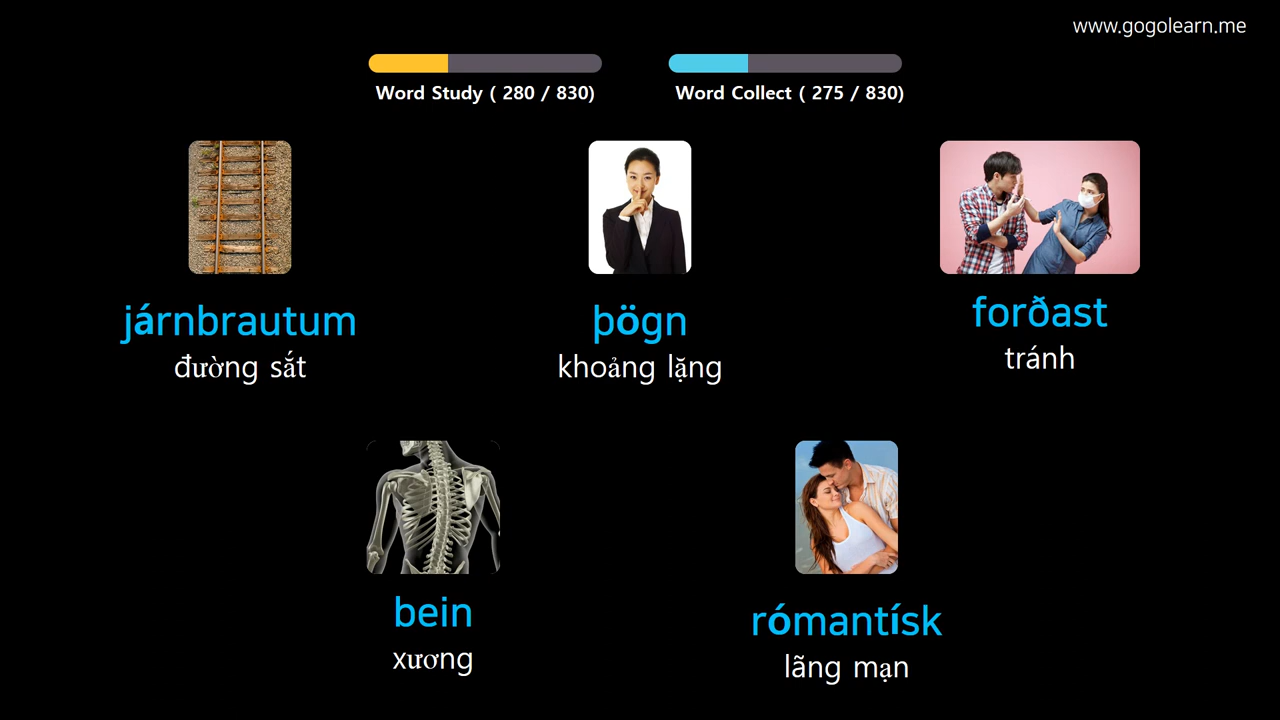 www.gogolearn.me
Word Study ( 280 / 830)
Word Collect ( 275 / 830)
járnbrautum
đường sắt
þögn
khoảng lặng
forðast
tránh
bein
xương
rómantísk
lãng mạn